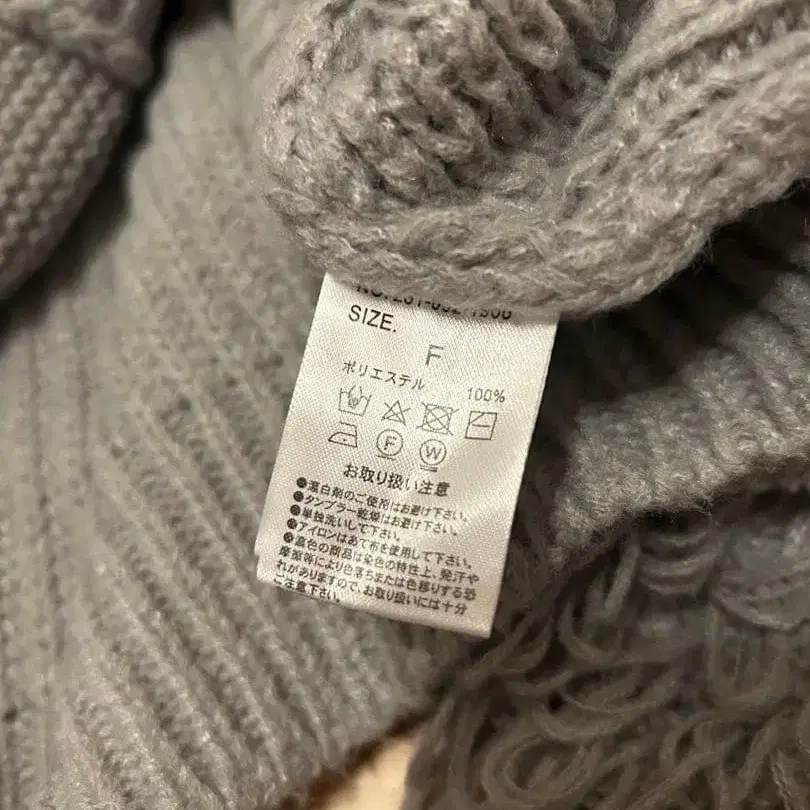 SIZE.
F
ポリエステル 100%
F W
お取り扱い注意
●漂白剤のご使用はお避け下さい。
●タンブラー乾燥はお避け下さい。
●単独洗いして下さい。
●アイロンはあて布を使用して下さい。
●濃色の商品は染色の特性上、発汗や
摩擦等により色落ちまたは色移りする恐
れがありますので、お取り扱いには十分
ご注意下さい。